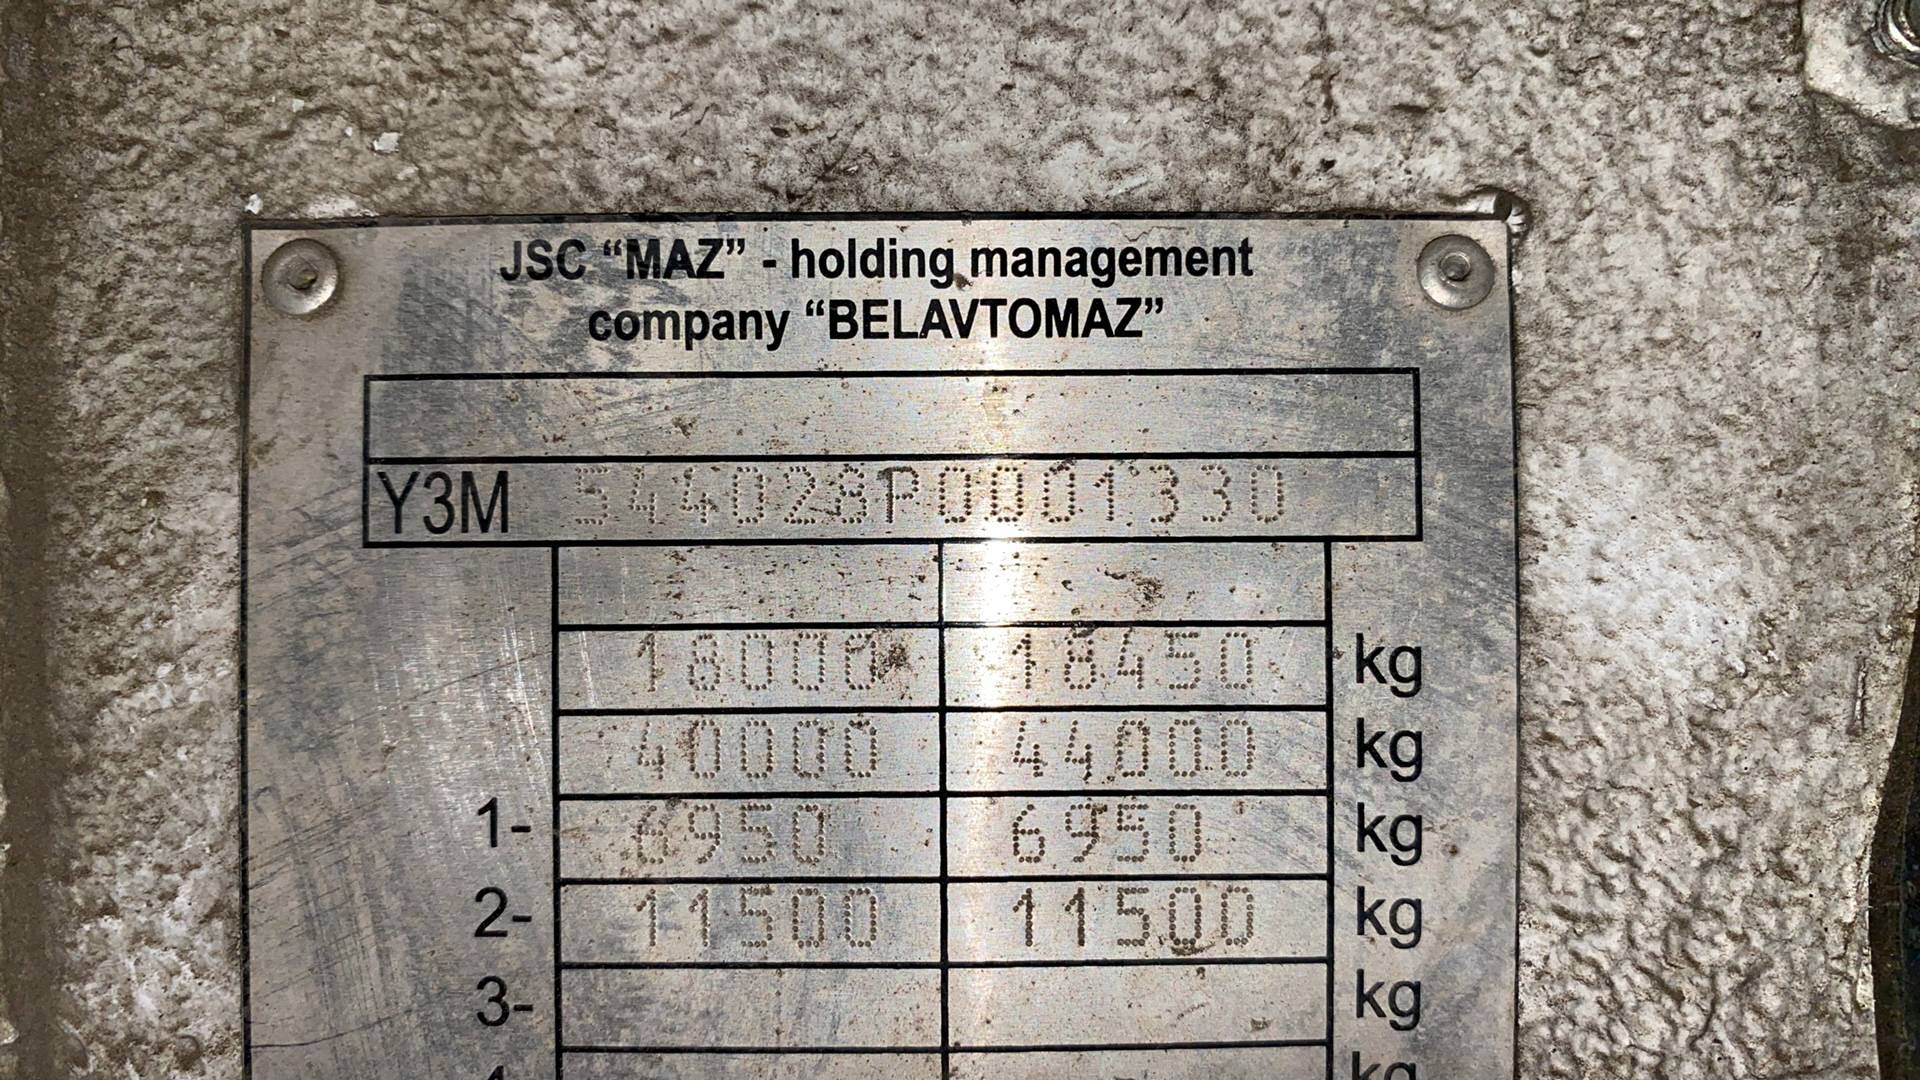 JSC “MAZ” - holding management
company “BELAVTOMAZ”
Y3M 544028P0001330
18000 18450 kg
40000 44000 kg
1- 6950 6950 kg
2- 11500 11500 kg
3- kg
kg